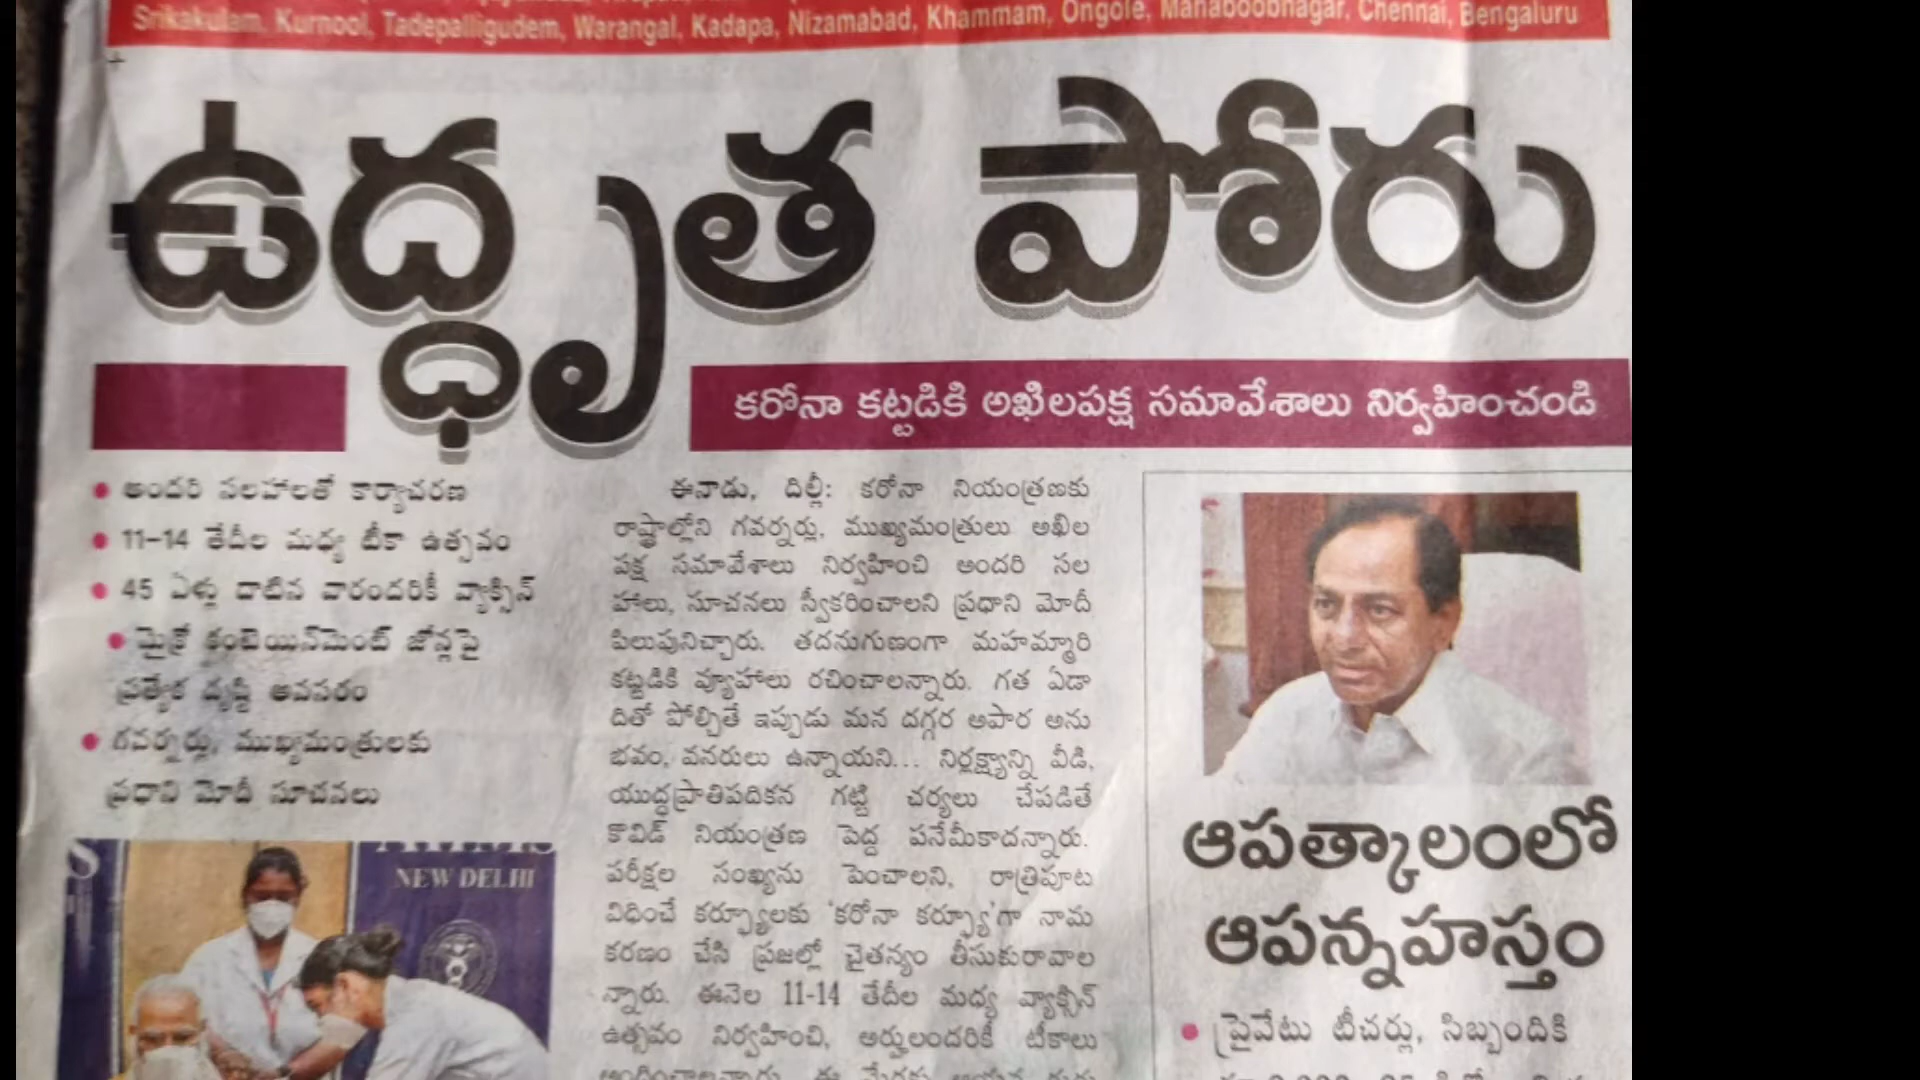 Srikakulam, Kurnool, Tadepalligudem, Warangal, Kadapa, Nizamabad, Khammam, Ongole, Mahaboobnagar, Chennai, Bengaluru
ఉద్ధృత పోరు
కరోనా కట్టడికి అఖిలపక్ష సమావేశాలు నిర్వహించండి
• అందరి సలహాలతో కార్యాచరణ
• 11-14 తేదీల మధ్య టీకా ఉత్సవం
• 45 ఏళ్లు దాటిన వారందరికీ వ్యాక్సిన్
• మైక్రో కంటెయిన్‌మెంట్ జోన్లపై
ప్రత్యేక దృష్టి అవసరం
• గవర్నర్లు, ముఖ్యమంత్రులకు
ప్రధాని మోదీ సూచనలు
NEW DELHI
ఈనాడు, దిల్లీ: కరోనా నియంత్రణకు
రాష్ట్రాల్లోని గవర్నర్లు, ముఖ్యమంత్రులు అఖిల
పక్ష సమావేశాలు నిర్వహించి అందరి సల
హాలు, సూచనలు స్వీకరించాలని ప్రధాని మోదీ
పిలుపునిచ్చారు. తదనుగుణంగా మహమ్మారి
కట్టడికి వ్యూహాలు రచించాలన్నారు. గత ఏడా
దితో పోల్చితే ఇప్పుడు మన దగ్గర అపార అను
భవం, వనరులు ఉన్నాయని... నిర్లక్ష్యాన్ని వీడి,
యుద్ధప్రాతిపదికన గట్టి చర్యలు చేపడితే
కొవిడ్ నియంత్రణ పెద్ద పనేమీకాదన్నారు.
పరీక్షల సంఖ్యను పెంచాలని, రాత్రిపూట
విధించే కర్ఫ్యూలకు ‘కరోనా కర్ఫ్యూ’గా నామ
కరణం చేసి ప్రజల్లో చైతన్యం తీసుకురావాల
న్నారు. ఈనెల 11-14 తేదీల మధ్య వ్యాక్సిన్
ఉత్సవం నిర్వహించి, అర్హులందరికీ టీకాలు
ఆపత్కాలంలో
ఆపన్నహస్తం
• ప్రైవేటు టీచర్లు, సిబ్బందికి